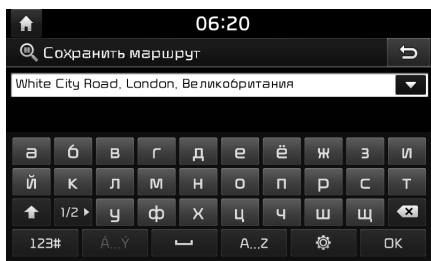 06:20
Сохранить маршрут
White City Road, London, Великобритания
а б в г д е ё ж з и
й к л м н о п р с т
1/2 у ф х ц ч ш щ
123# Á...Ÿ A...Z OK